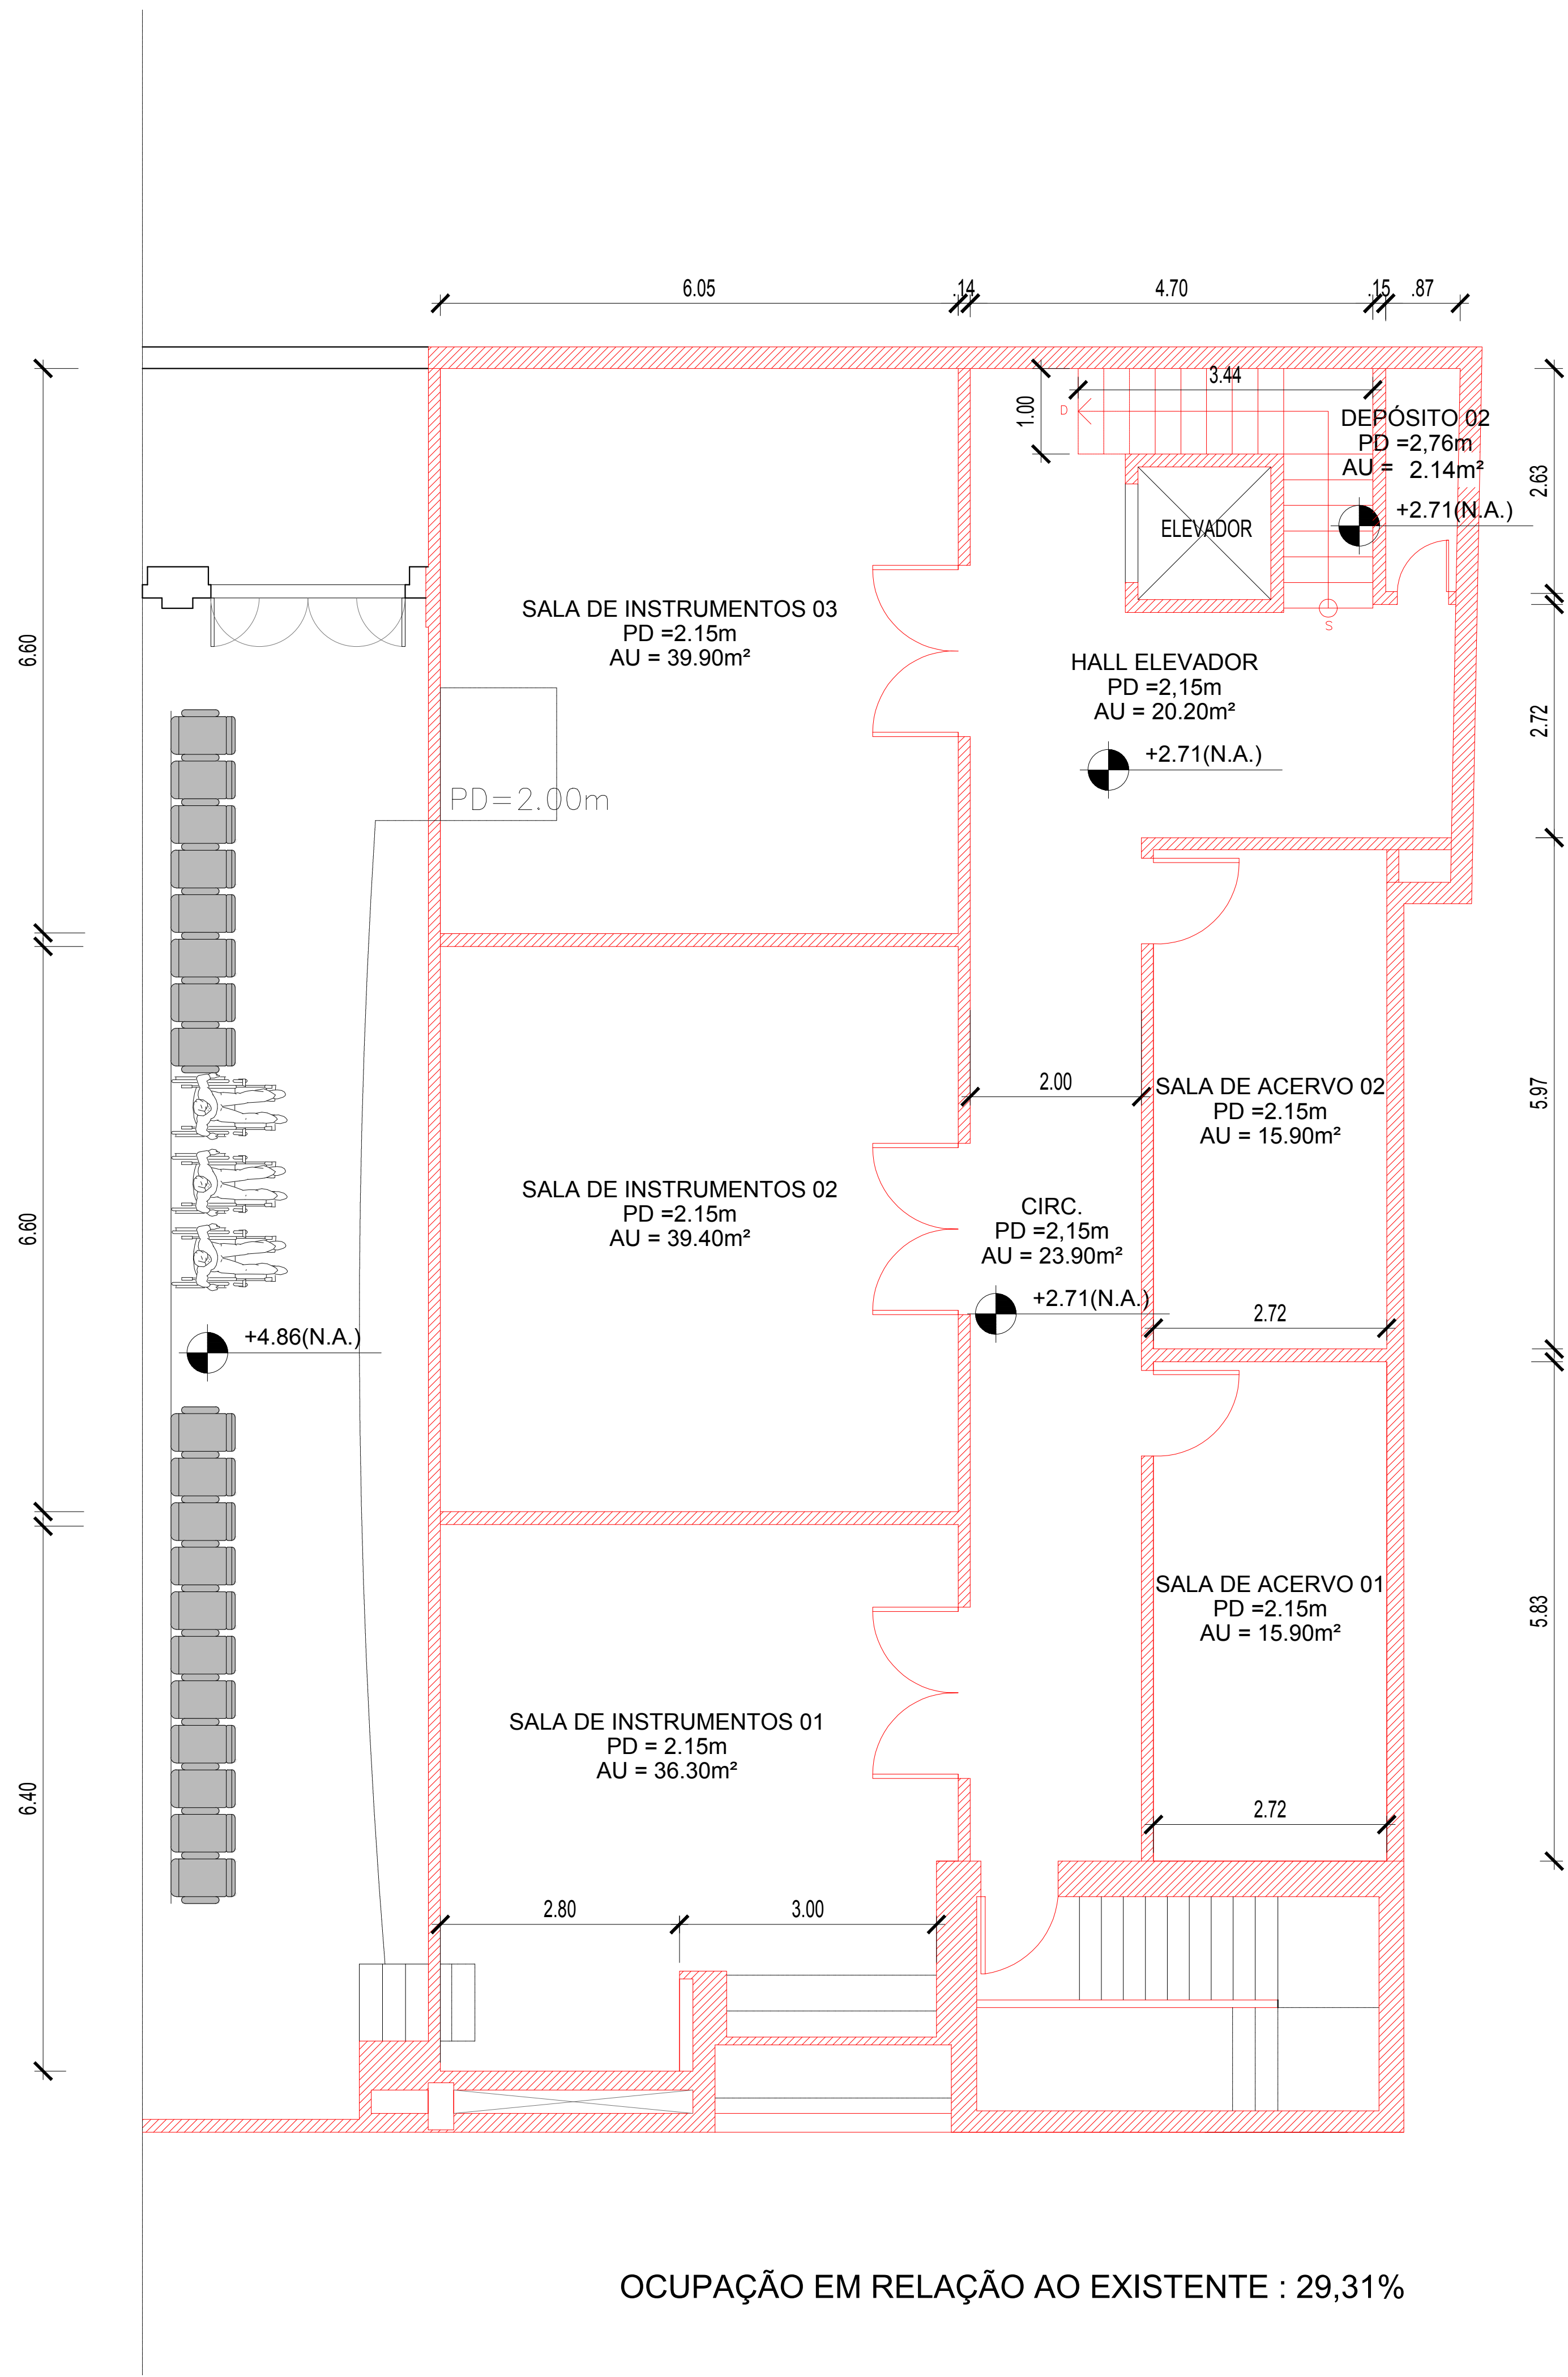 6.05
.14
4.70
.15
.87
3.44
1.00
D
DEPÓSITO 02
PD =2,76m
AU = 2.14m²
+2.71(N.A.)
2.63
ELEVADOR
S
6.60
SALA DE INSTRUMENTOS 03
PD =2.15m
AU = 39.90m²
HALL ELEVADOR
PD =2,15m
AU = 20.20m²
+2.71(N.A.)
2.72
PD=2.00m
2.00
SALA DE ACERVO 02
PD =2.15m
AU = 15.90m²
5.97
6.60
SALA DE INSTRUMENTOS 02
PD =2.15m
AU = 39.40m²
CIRC.
PD =2,15m
AU = 23.90m²
+2.71(N.A.)
2.72
+4.86(N.A.)
SALA DE ACERVO 01
PD =2.15m
AU = 15.90m²
5.83
SALA DE INSTRUMENTOS 01
PD = 2.15m
AU = 36.30m²
6.40
2.72
2.80
3.00
OCUPAÇÃO EM RELAÇÃO AO EXISTENTE : 29,31%